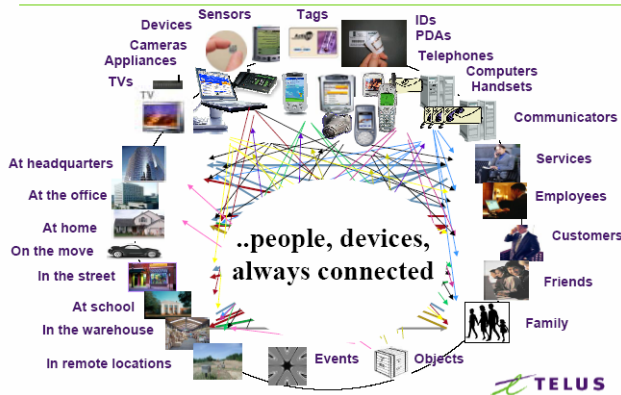 Sensors
Tags
IDs
Devices
PDAs
Cameras
Telephones
Appliances
Computers
TVs
Handsets
TV
Communicators
At headquarters
Services
At the office
Employees
At home
..people, devices,
Customers
On the move
always connected
In the street
Friends
At school
In the warehouse
Family
In remote locations
Events
Objects
TELUS